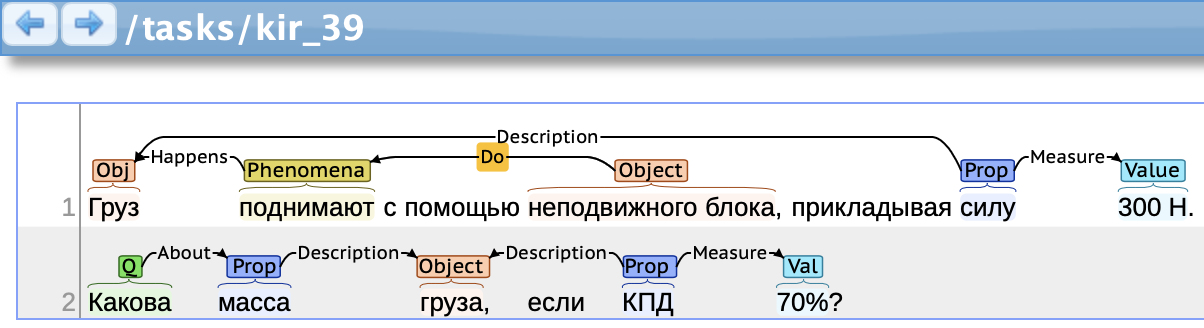 /tasks/kir_39
Description
Happens Do Measure
Obj Phenomena Object Prop Value
1 Груз поднимают с помощью неподвижного блока, прикладывая силу 300 Н.
About Description Description Measure
Q Prop Object Prop Val
2 Какова масса груза, если КПД 70%?